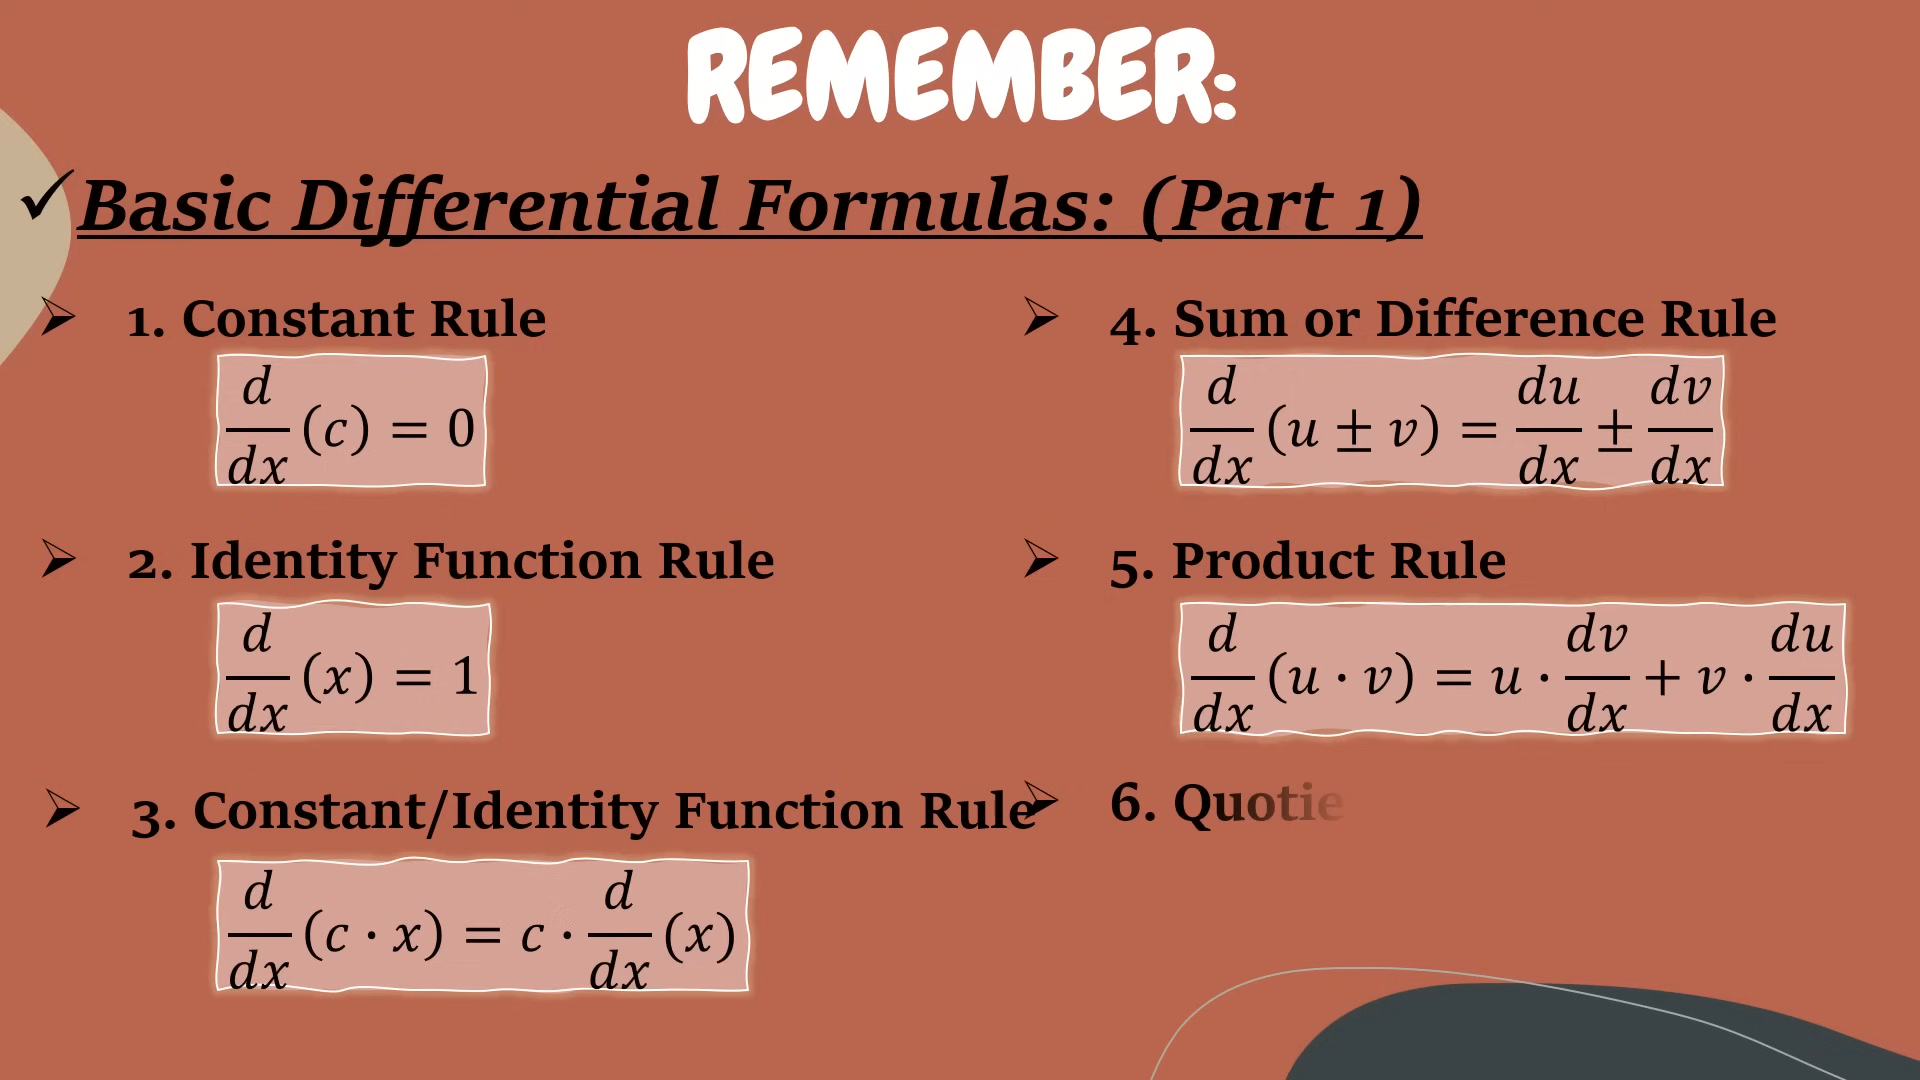 REMEMBER:
✓Basic Differential Formulas: (Part 1)
➢ 1. Constant Rule
d/dx (c) = 0
➢ 2. Identity Function Rule
d/dx (x) = 1
➢ 3. Constant/Identity Function Rule
d/dx (c · x) = c · d/dx (x)
➢ 4. Sum or Difference Rule
d/dx (u ± v) = du/dx ± dv/dx
➢ 5. Product Rule
d/dx (u · v) = u · dv/dx + v · du/dx
➢ 6. Quotie